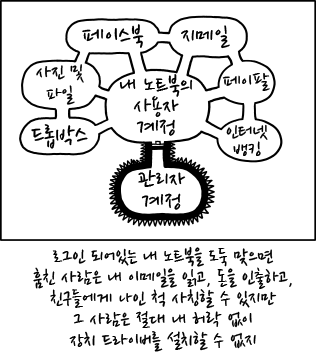 페이스북
지메일
사진 및
파일
내 노트북의
사용자
계정
페이팔
드롭박스
인터넷
뱅킹
관리자
계정
로그인 되어있는 내 노트북을 도둑 맞으면
훔친 사람은 내 이메일을 읽고, 돈을 인출하고,
친구들에게 나인 척 사칭할 수 있지만
그 사람은 절대 내 허락 없이
장치 드라이버를 설치할 수 없지